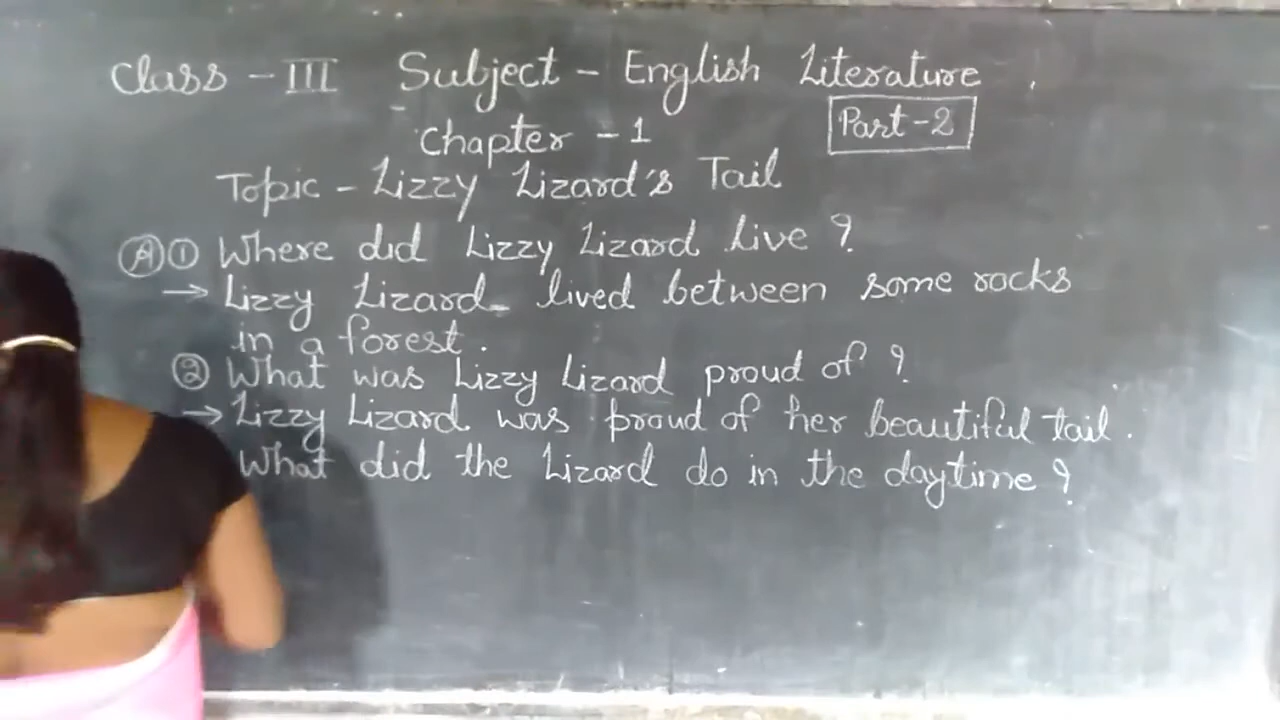 Class - III Subject - English Literature
Part - 2
Chapter - 1
Topic - Lizzy Lizard's Tail
A 1 Where did Lizzy Lizard live ?
→ Lizzy Lizard lived between some rocks
in a forest.
2 What was Lizzy Lizard proud of ?
→ Lizzy Lizard was proud of her beautiful tail.
What did the Lizard do in the daytime ?